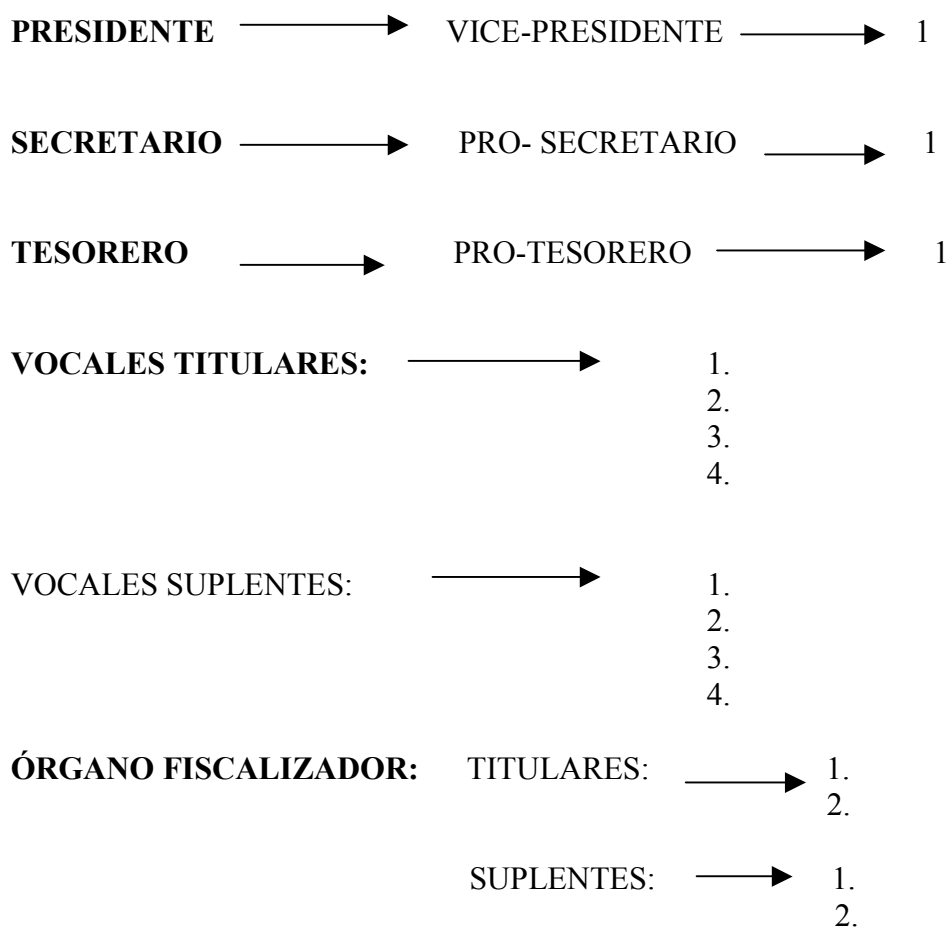 PRESIDENTE VICE-PRESIDENTE 1
SECRETARIO PRO- SECRETARIO 1
TESORERO PRO-TESORERO 1
VOCALES TITULARES: 1.
2.
3.
4.
VOCALES SUPLENTES: 1.
2.
3.
4.
ÓRGANO FISCALIZADOR: TITULARES: 1.
2.
SUPLENTES: 1.
2.